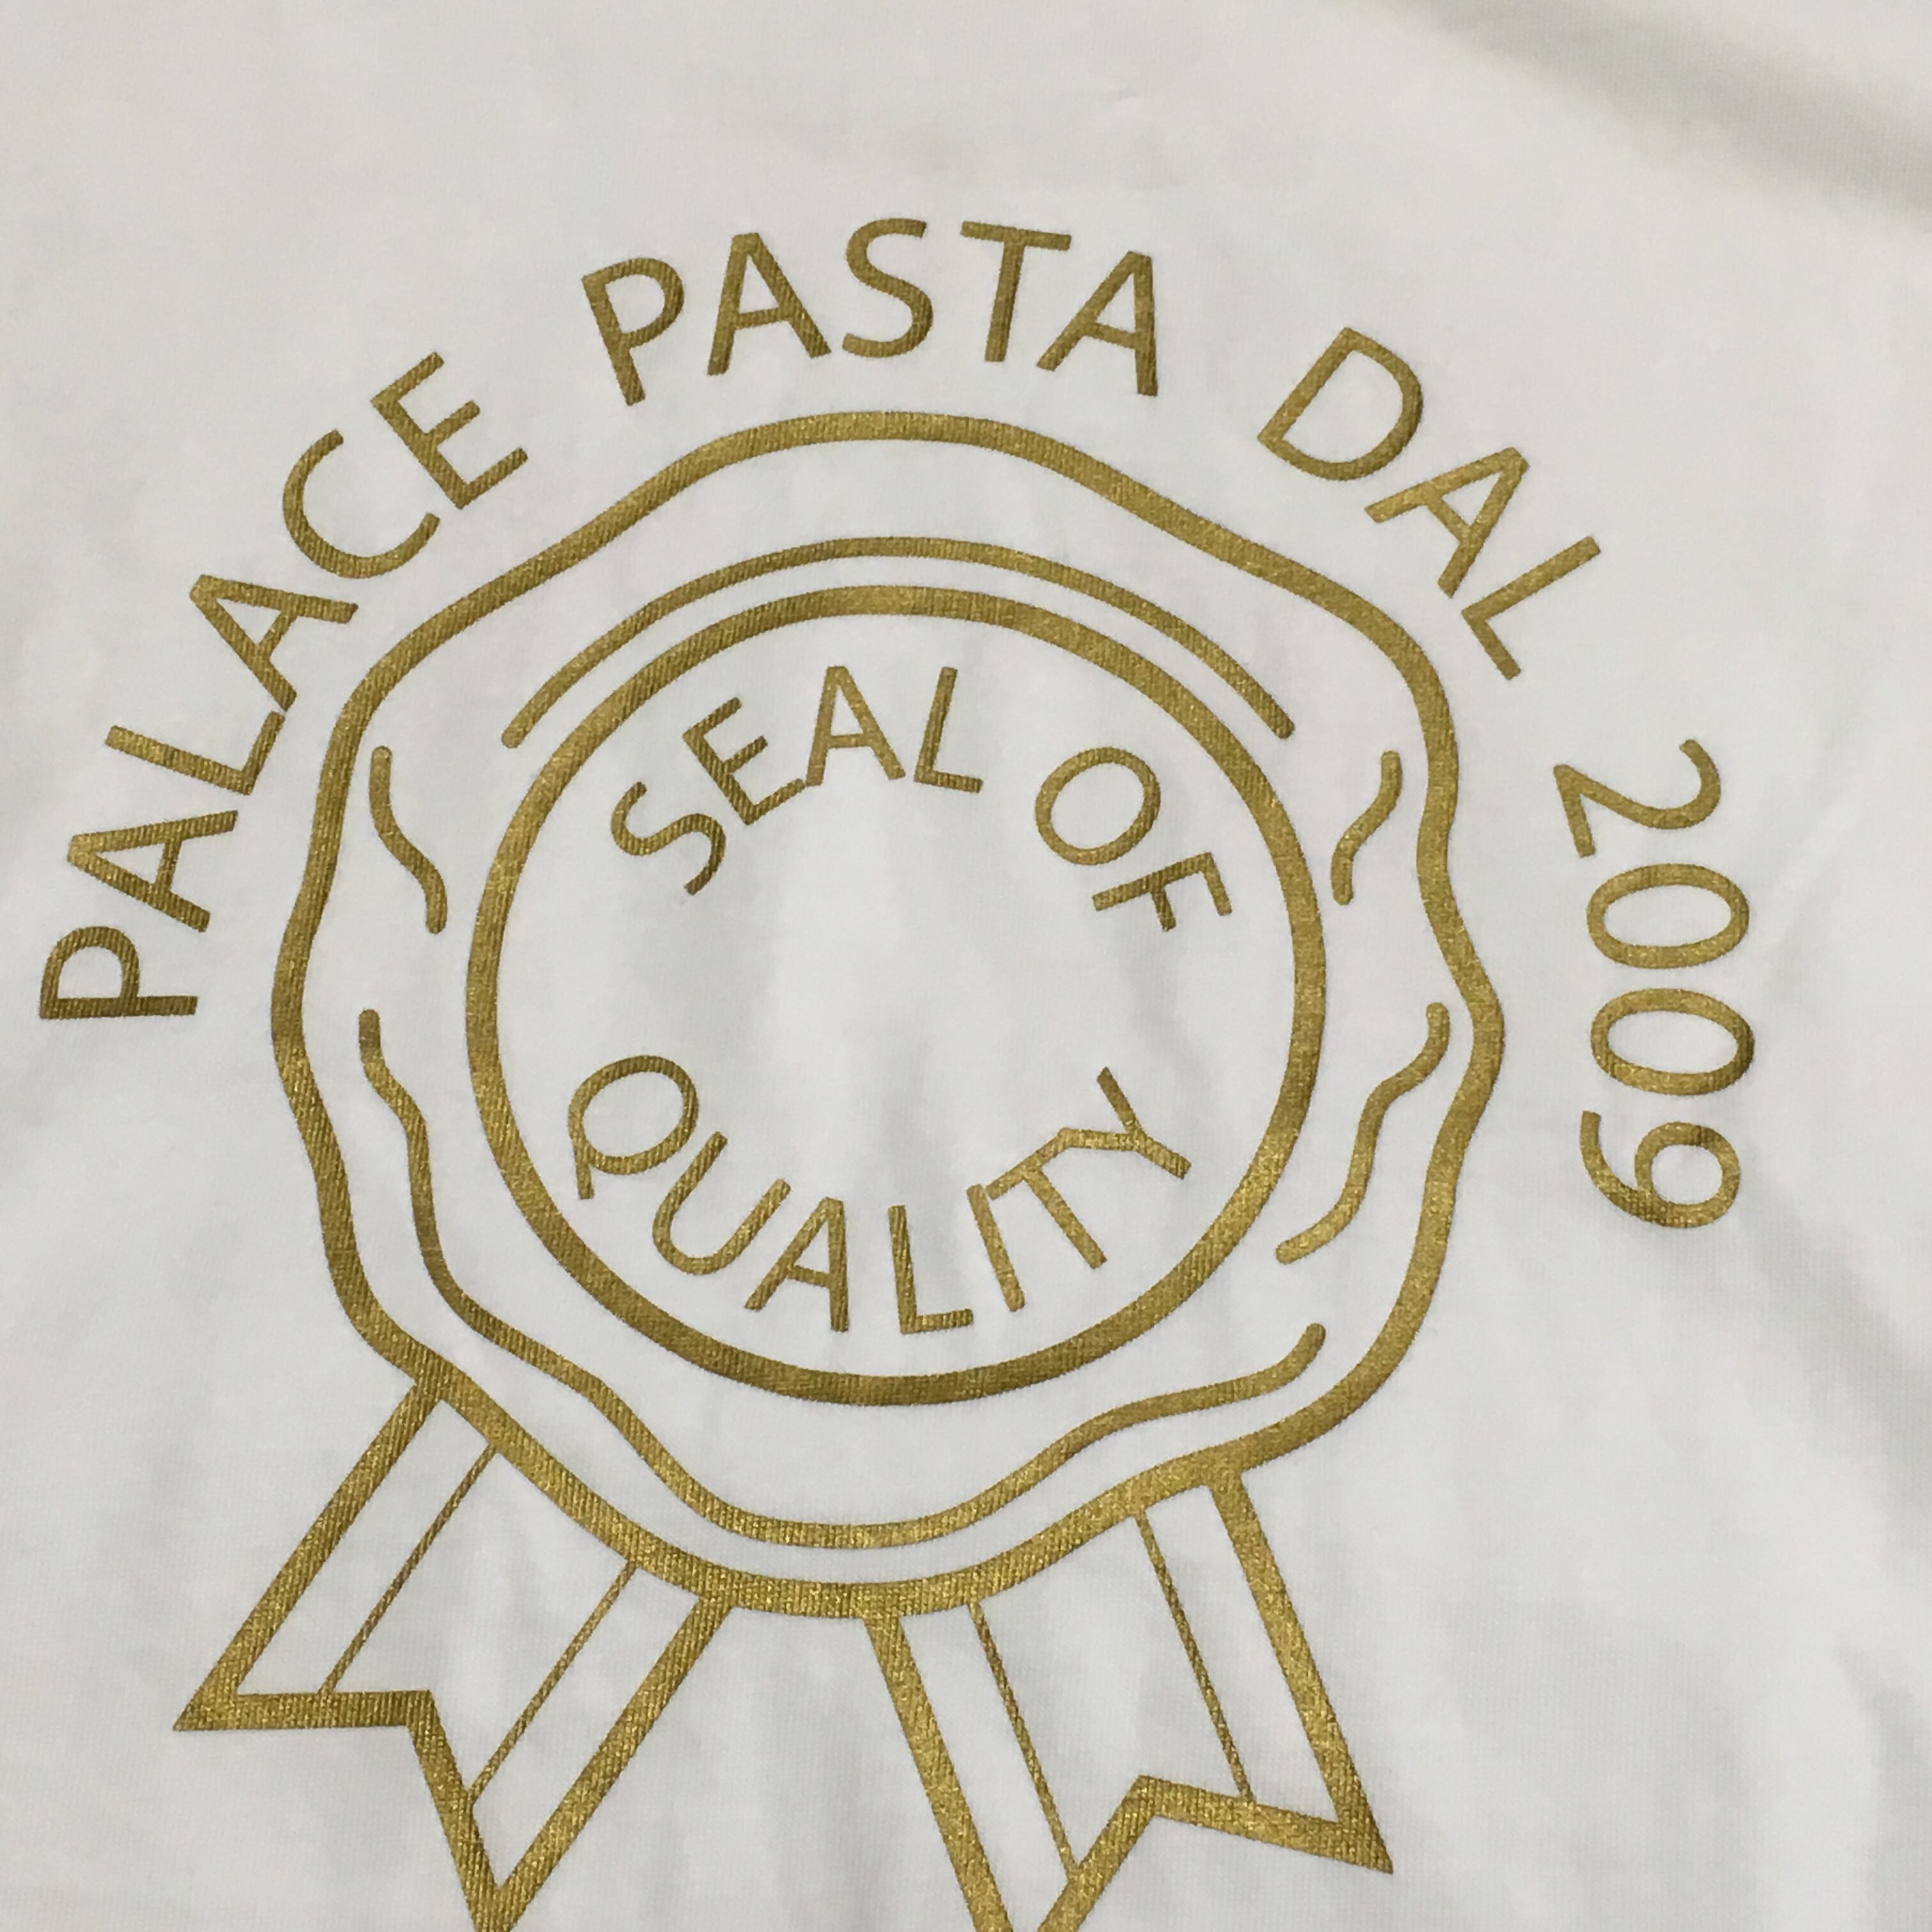 PALACE PASTA DAL 2009
SEAL OF
QUALITY